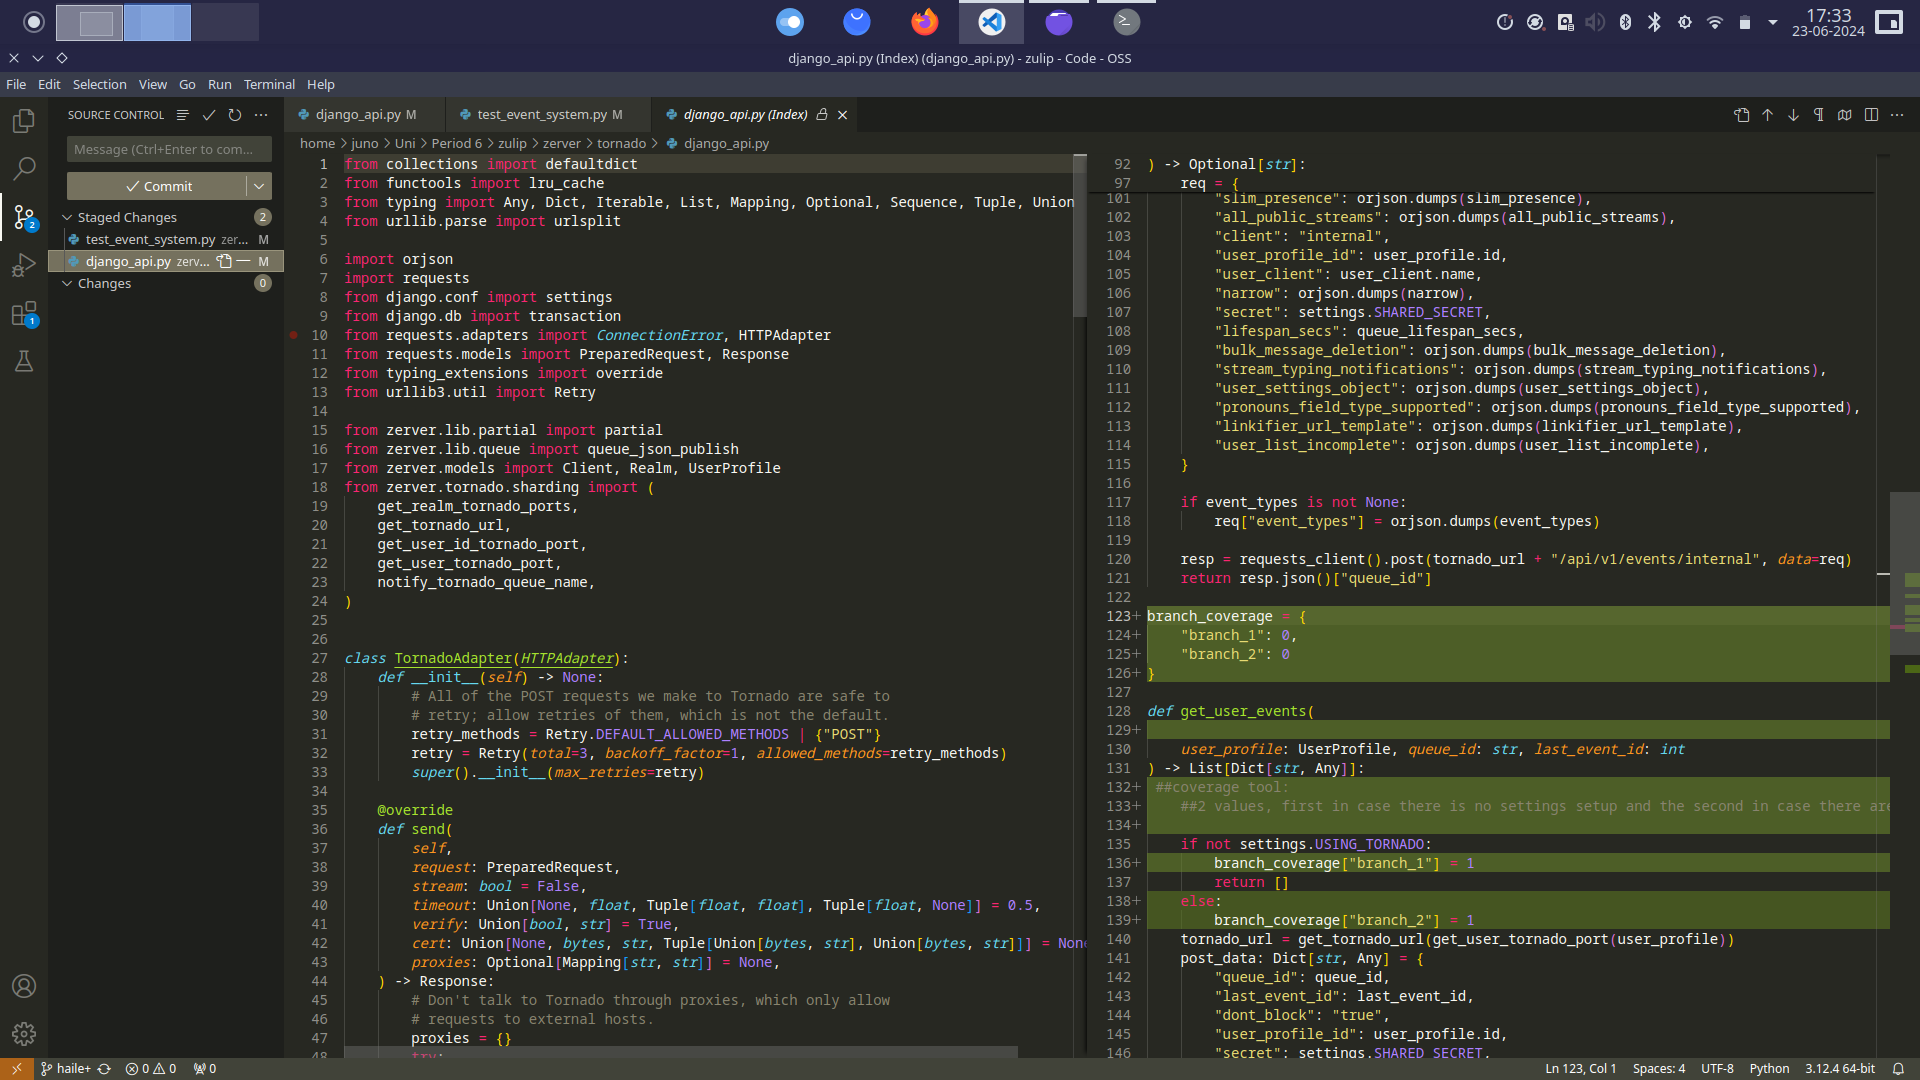 17:33
23-06-2024
django_api.py (Index) (django_api.py) - zulip - Code - OSS
File Edit Selection View Go Run Terminal Help
SOURCE CONTROL
django_api.py M
test_event_system.py M
django_api.py (Index)
home > juno > Uni > Period 6 > zulip > zerver > tornado > django_api.py
Message (Ctrl+Enter to com...
Commit
Staged Changes 2
test_event_system.py zer... M
django_api.py zerv... M
Changes 0
2
1
1 from collections import defaultdict
2 from functools import lru_cache
3 from typing import Any, Dict, Iterable, List, Mapping, Optional, Sequence, Tuple, Union
4 from urllib.parse import urlsplit
5
6 import orjson
7 import requests
8 from django.conf import settings
9 from django.db import transaction
10 from requests.adapters import ConnectionError, HTTPAdapter
11 from requests.models import PreparedRequest, Response
12 from typing_extensions import override
13 from urllib3.util import Retry
14
15 from zerver.lib.partial import partial
16 from zerver.lib.queue import queue_json_publish
17 from zerver.models import Client, Realm, UserProfile
18 from zerver.tornado.sharding import (
19 get_realm_tornado_ports,
20 get_tornado_url,
21 get_user_id_tornado_port,
22 get_user_tornado_port,
23 notify_tornado_queue_name,
24 )
25
26
27 class TornadoAdapter(HTTPAdapter):
28 def __init__(self) -> None:
29 # All of the POST requests we make to Tornado are safe to
30 # retry; allow retries of them, which is not the default.
31 retry_methods = Retry.DEFAULT_ALLOWED_METHODS | {"POST"}
32 retry = Retry(total=3, backoff_factor=1, allowed_methods=retry_methods)
33 super().__init__(max_retries=retry)
34
35 @override
36 def send(
37 self,
38 request: PreparedRequest,
39 stream: bool = False,
40 timeout: Union[None, float, Tuple[float, float], Tuple[float, None]] = 0.5,
41 verify: Union[bool, str] = True,
42 cert: Union[None, bytes, str, Tuple[Union[bytes, str], Union[bytes, str]]] = None
43 proxies: Optional[Mapping[str, str]] = None,
44 ) -> Response:
45 # Don't talk to Tornado through proxies, which only allow
46 # requests to external hosts.
47 proxies = {}
48 try:
92 ) -> Optional[str]:
97 req = {
101 "slim_presence": orjson.dumps(slim_presence),
102 "all_public_streams": orjson.dumps(all_public_streams),
103 "client": "internal",
104 "user_profile_id": user_profile.id,
105 "user_client": user_client.name,
106 "narrow": orjson.dumps(narrow),
107 "secret": settings.SHARED_SECRET,
108 "lifespan_secs": queue_lifespan_secs,
109 "bulk_message_deletion": orjson.dumps(bulk_message_deletion),
110 "stream_typing_notifications": orjson.dumps(stream_typing_notifications),
111 "user_settings_object": orjson.dumps(user_settings_object),
112 "pronouns_field_type_supported": orjson.dumps(pronouns_field_type_supported),
113 "linkifier_url_template": orjson.dumps(linkifier_url_template),
114 "user_list_incomplete": orjson.dumps(user_list_incomplete),
115 }
116
117 if event_types is not None:
118 req["event_types"] = orjson.dumps(event_types)
119
120 resp = requests_client().post(tornado_url + "/api/v1/events/internal", data=req)
121 return resp.json()["queue_id"]
122
123+ branch_coverage = {
124+ "branch_1": 0,
125+ "branch_2": 0
126+ }
127
128 def get_user_events(
129+
130 user_profile: UserProfile, queue_id: str, last_event_id: int
131 ) -> List[Dict[str, Any]]:
132+ ##coverage tool:
133+ ##2 values, first in case there is no settings setup and the second in case there are
134+
135 if not settings.USING_TORNADO:
136+ branch_coverage["branch_1"] = 1
137 return []
138+ else:
139+ branch_coverage["branch_2"] = 1
140 tornado_url = get_tornado_url(get_user_tornado_port(user_profile))
141 post_data: Dict[str, Any] = {
142 "queue_id": queue_id,
143 "last_event_id": last_event_id,
144 "dont_block": "true",
145 "user_profile_id": user_profile.id,
146 "secret": settings.SHARED_SECRET,
haile+ 0 0 0
Ln 123, Col 1 Spaces: 4 UTF-8 Python 3.12.4 64-bit